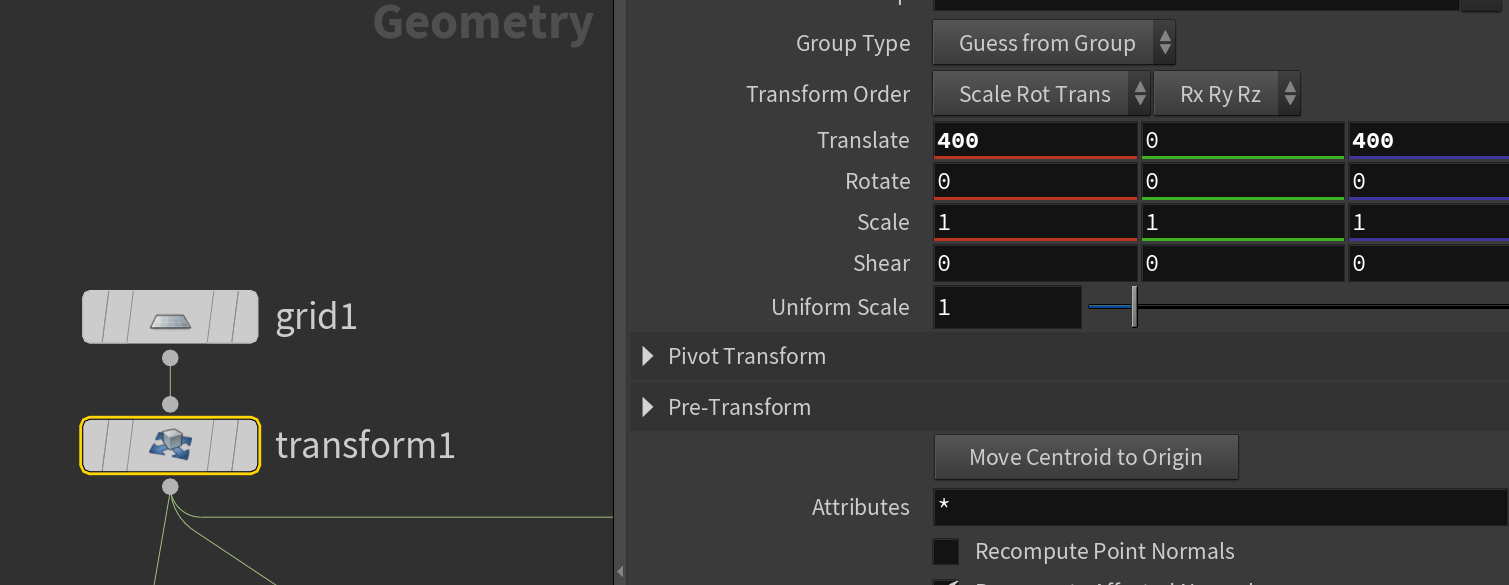 Geometry
Group Type Guess from Group
Transform Order Scale Rot Trans Rx Ry Rz
Translate 400 0 400
Rotate 0 0 0
Scale 1 1 1
Shear 0 0 0
Uniform Scale 1
Pivot Transform
Pre-Transform
Move Centroid to Origin
Attributes *
Recompute Point Normals
grid1
transform1